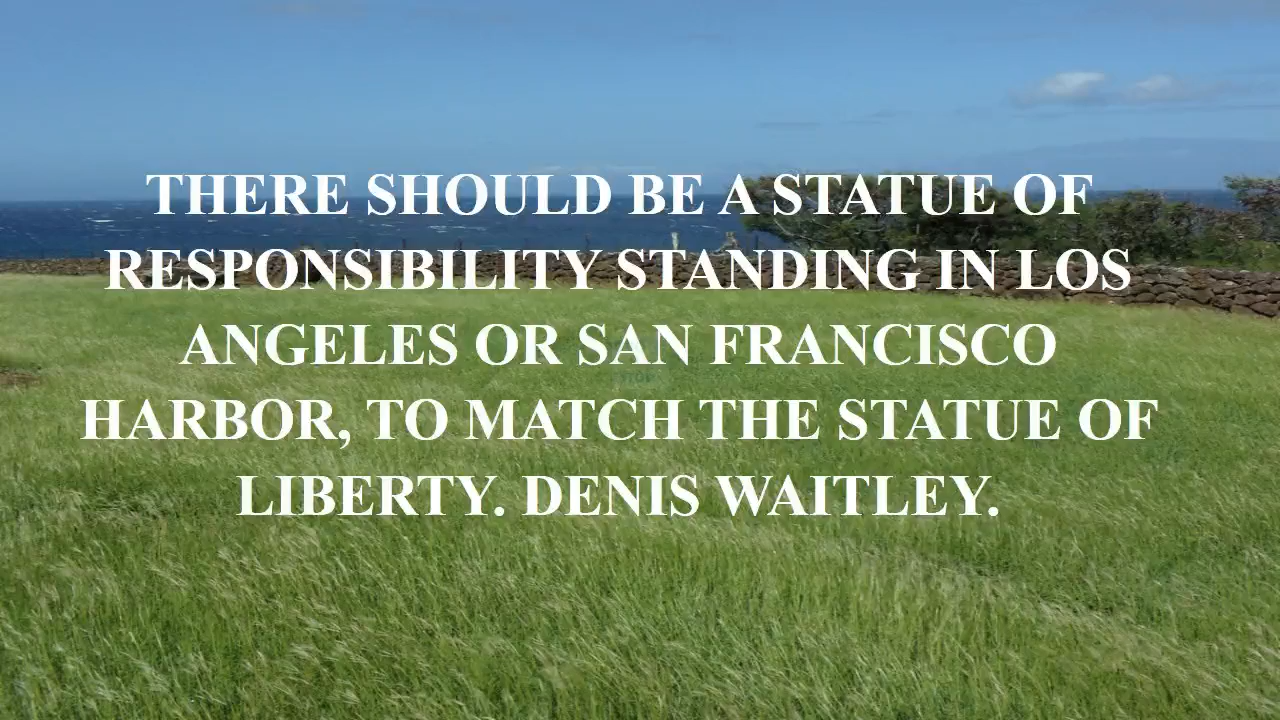 THERE SHOULD BE A STATUE OF
RESPONSIBILITY STANDING IN LOS
ANGELES OR SAN FRANCISCO
HARBOR, TO MATCH THE STATUE OF
LIBERTY. DENIS WAITLEY.